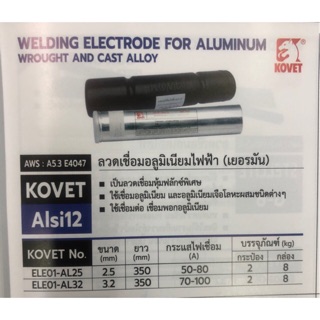 WELDING ELECTRODE FOR ALUMINUM
WROUGHT AND CAST ALLOY
KOVET
AWS : A5.3 E4047
ลวดเชื่อมอลูมิเนียมไฟฟ้า (เยอรมัน)
KOVET
Alsi12
• เป็นลวดเชื่อมหุ้มฟลักซ์พิเศษ
• ใช้เชื่อมอลูมิเนียม และอลูมิเนียมเจือโลหะผสมชนิดต่างๆ
• ใช้เชื่อมต่อ เชื่อมพอกอลูมิเนียม
KOVET No. ขนาด (mm) ยาว (mm) กระแสไฟเชื่อม (A) บรรจุภัณฑ์ (kg)
กระป๋อง กล่อง
ELE01-AL25 2.5 350 50-80 2 8
ELE01-AL32 3.2 350 70-100 2 8